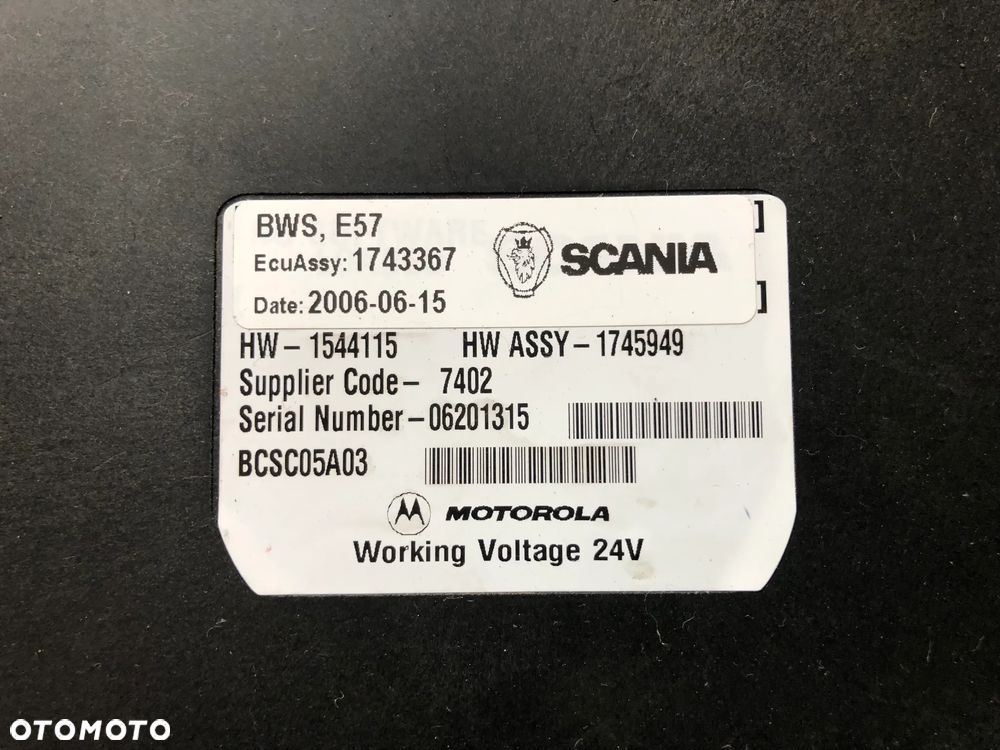 BWS, E57
EcuAssy: 1743367
SCANIA
Date: 2006-06-15
HW - 1544115 HW ASSY - 1745949
Supplier Code - 7402
Serial Number - 06201315
BCSC05A03
MOTOROLA
Working Voltage 24V
OTOMOTO